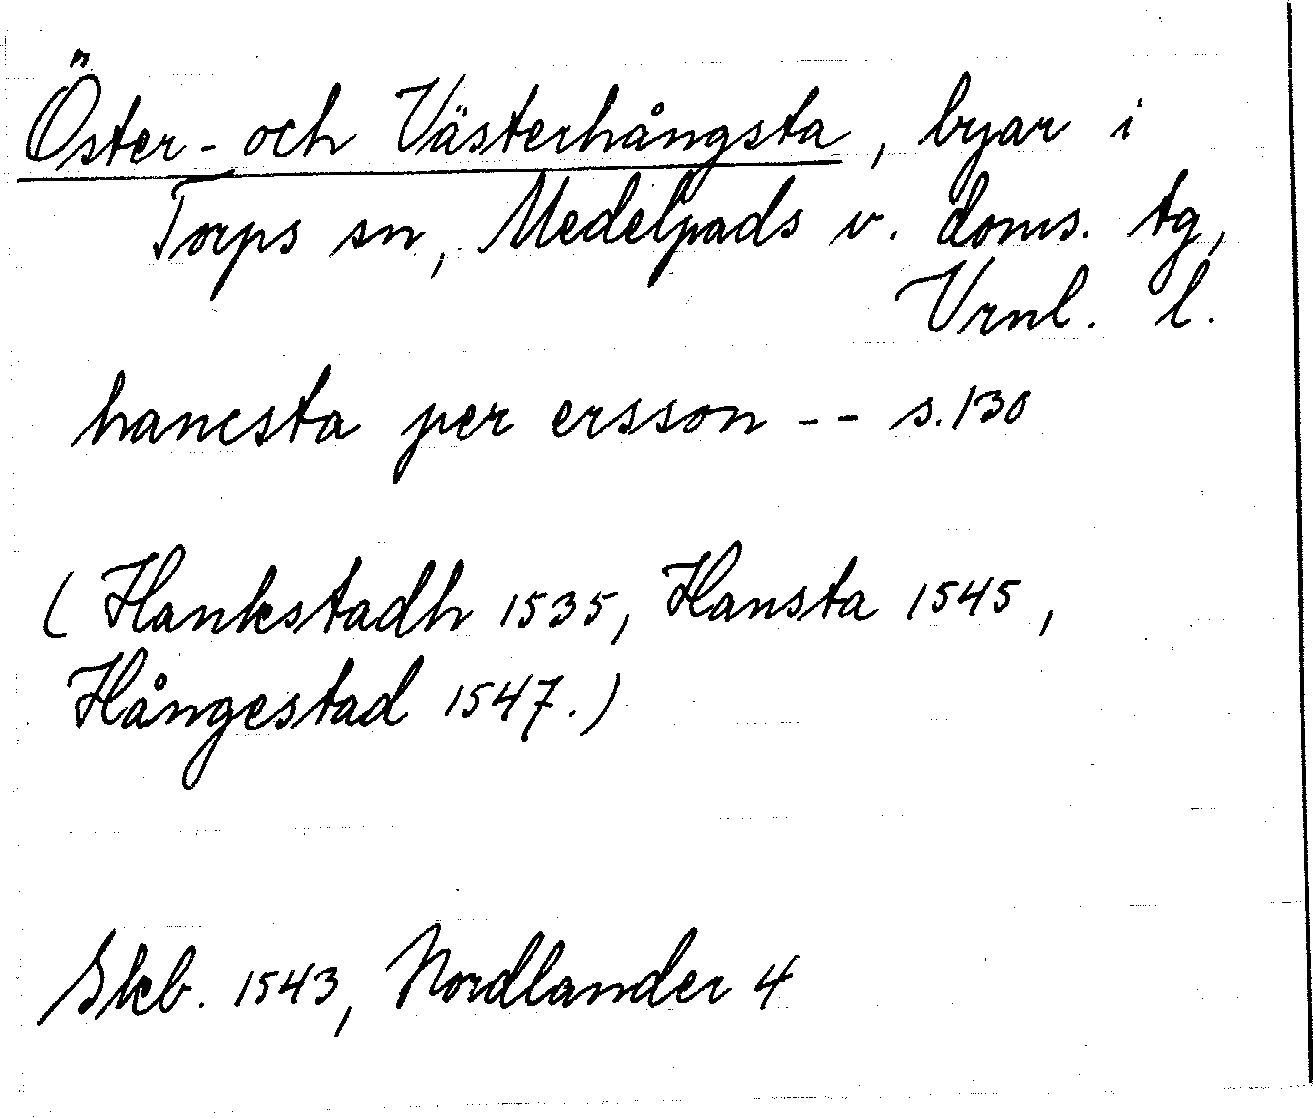 Öster- och Västerhångsta, byar i
Torps sn, Medelpads v. doms. tg,
Vrnl. l.
hancsta per ersson -- s.130
(Hankstadh 1535, Hansta 1545,
Hångestad 1547.)
Skb. 1543, Nordlander 4